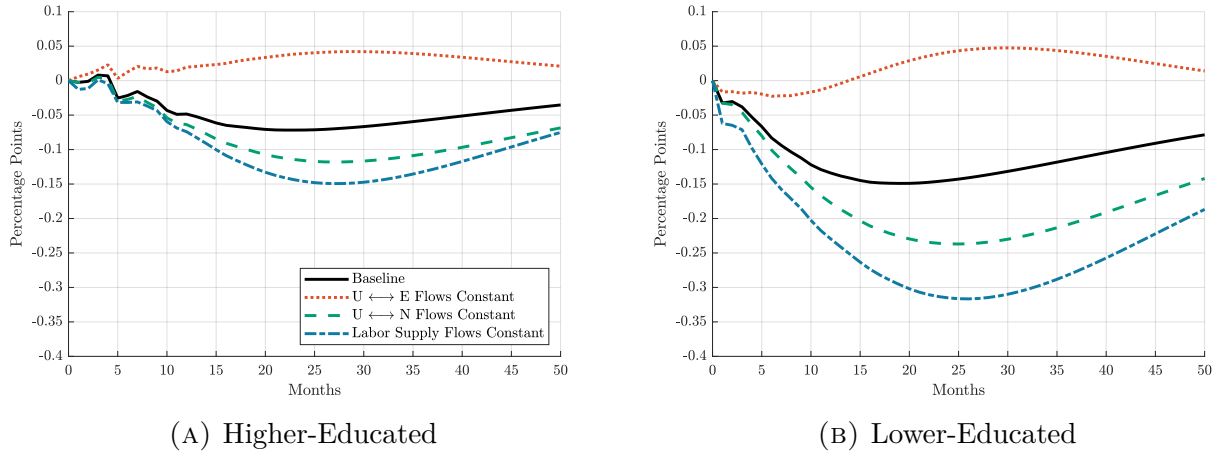 0.1
0.05
0
-0.05
-0.1
-0.15
-0.2
-0.25
-0.3
-0.35
-0.4
Percentage Points
0 5 10 15 20 25 30 35 40 45 50
Months
Baseline
U ⟷ E Flows Constant
U ⟷ N Flows Constant
Labor Supply Flows Constant
(A) Higher-Educated
0.1
0.05
0
-0.05
-0.1
-0.15
-0.2
-0.25
-0.3
-0.35
-0.4
Percentage Points
0 5 10 15 20 25 30 35 40 45 50
Months
(B) Lower-Educated